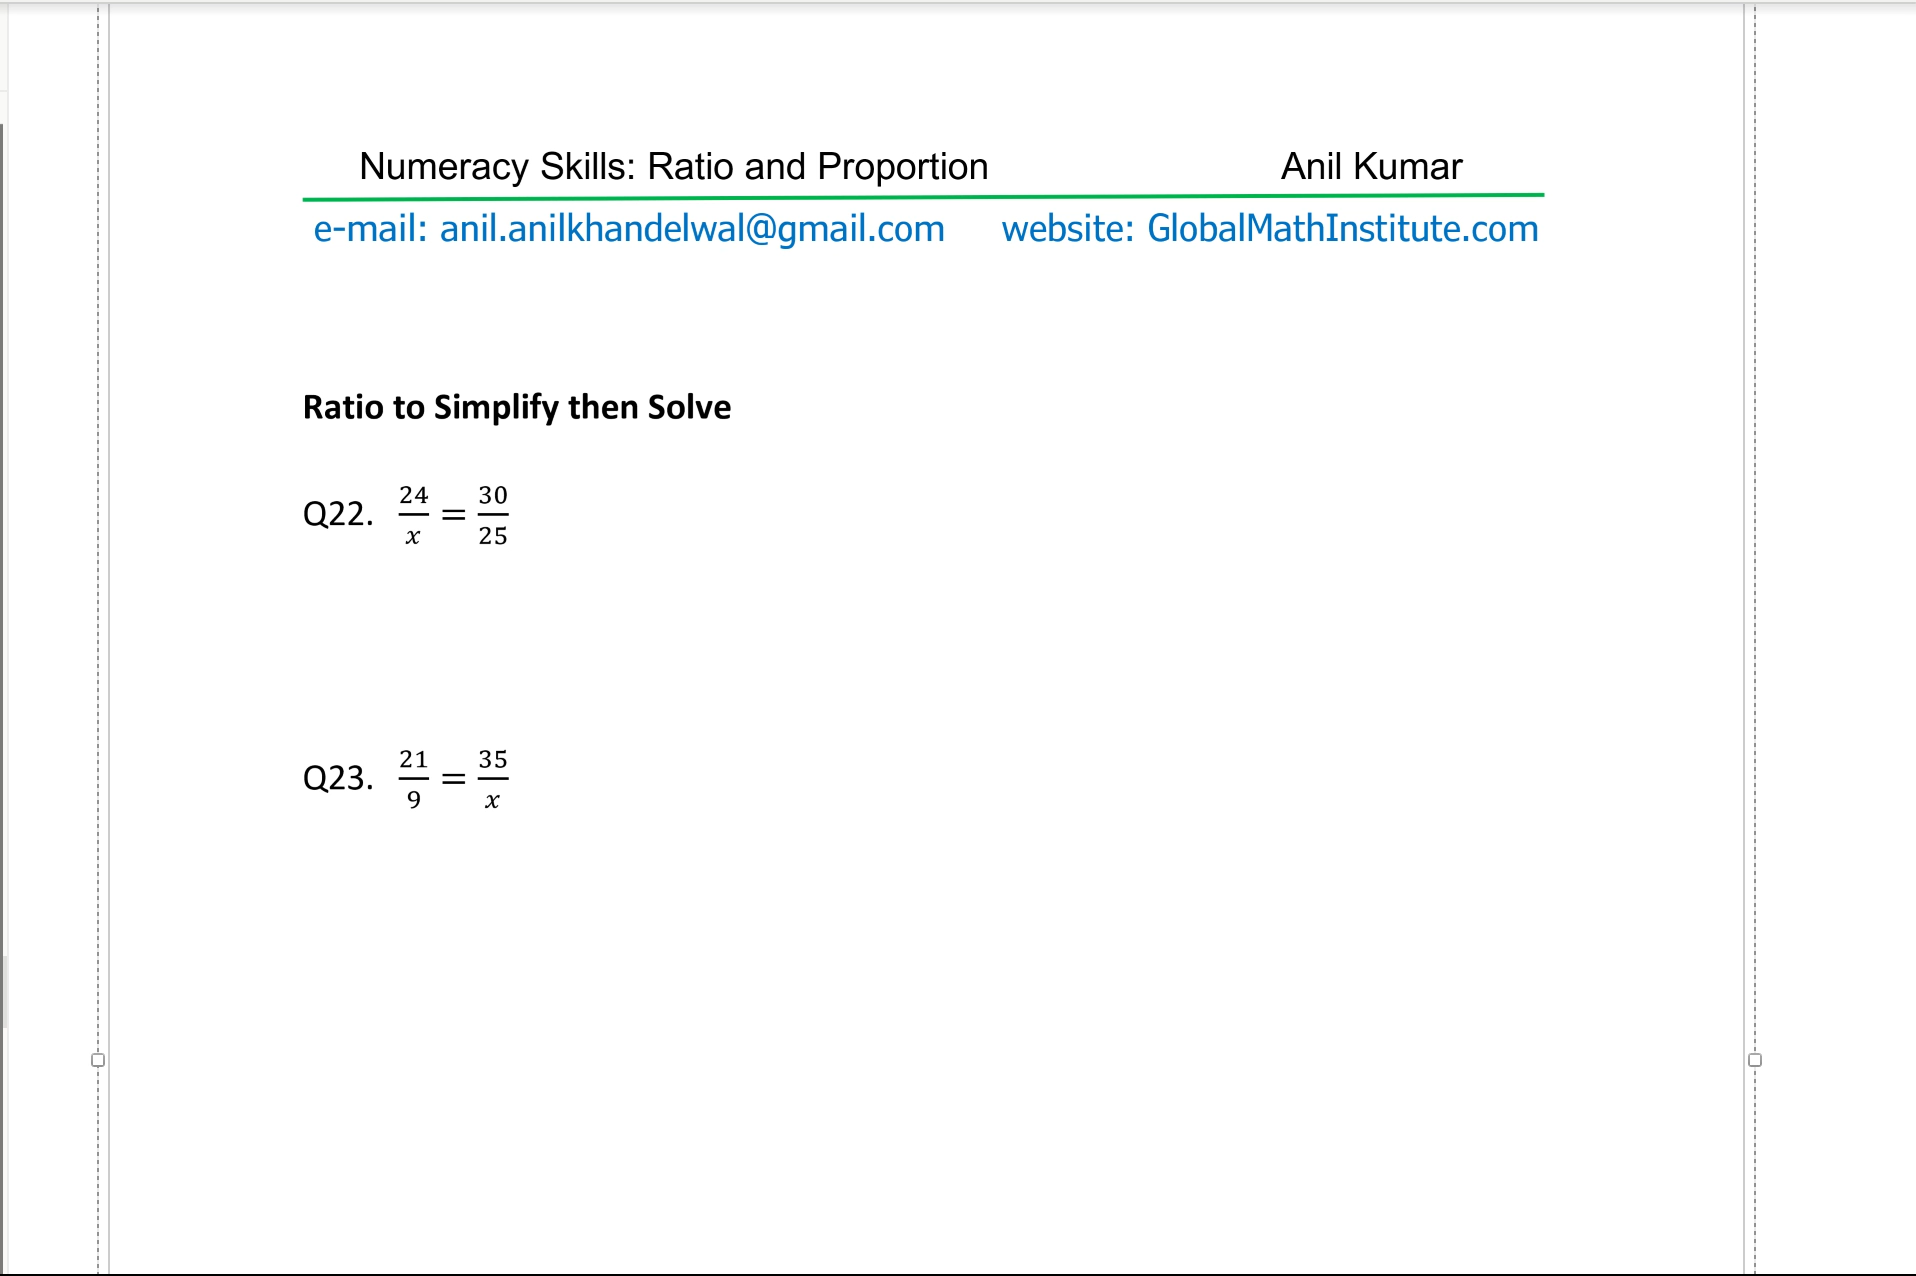 Numeracy Skills: Ratio and Proportion Anil Kumar
e-mail: anil.anilkhandelwal@gmail.com website: GlobalMathInstitute.com
Ratio to Simplify then Solve
Q22. 24/x = 30/25
Q23. 21/9 = 35/x